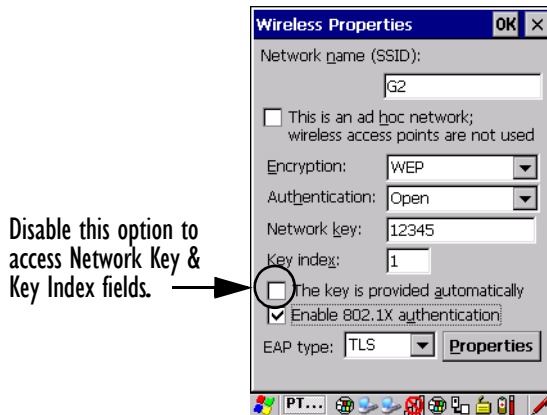 Wireless Properties OK ×
Network name (SSID):
G2
This is an ad hoc network;
wireless access points are not used
Encryption: WEP
Authentication: Open
Network key: 12345
Key index: 1
Disable this option to
access Network Key &
Key Index fields.
The key is provided automatically
Enable 802.1X authentication
EAP type: TLS Properties
PT...